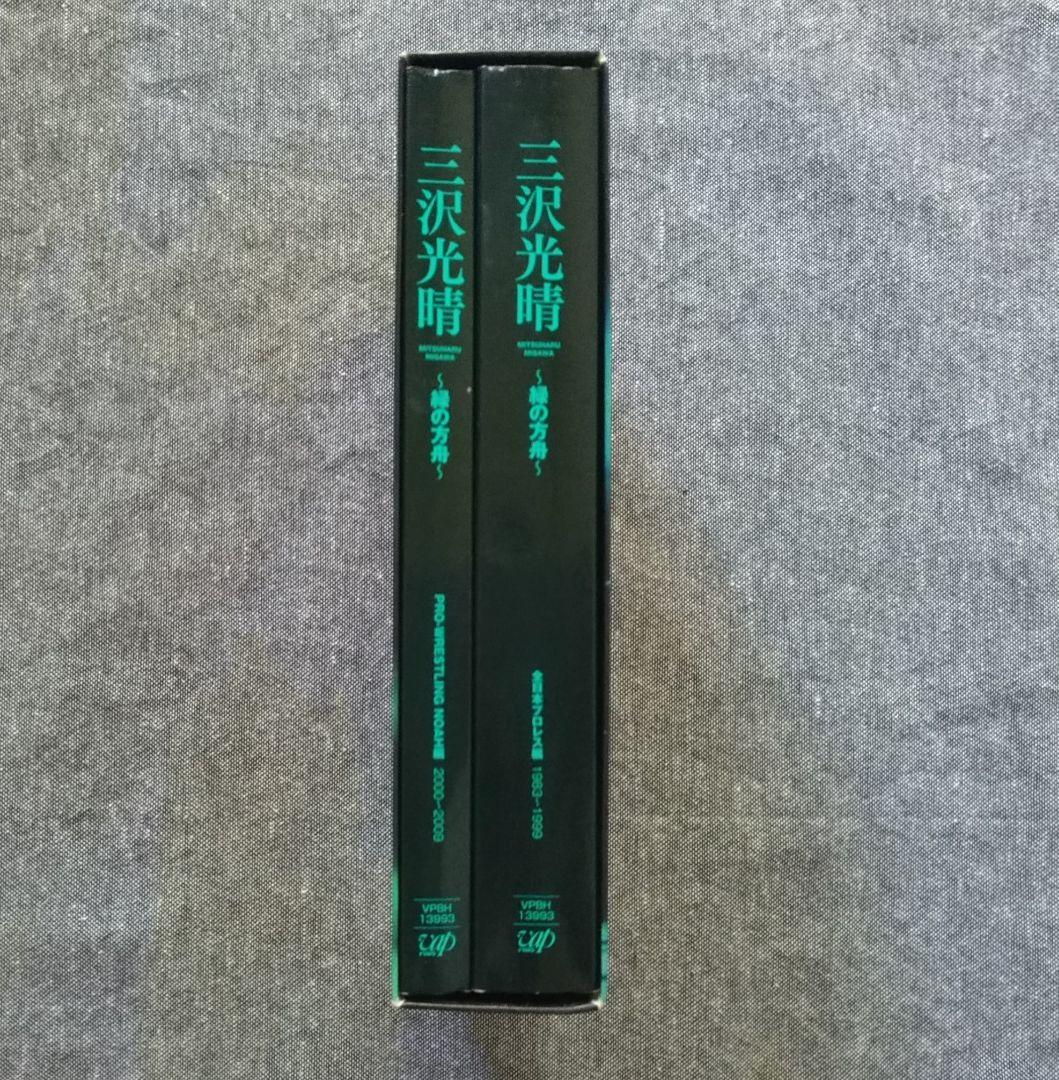 三沢光晴
MITSUHARU
MISAWA
～緑の方舟～
PRO-WRESTLING NOAH編 2000~2009
VPBH
13993
vap
三沢光晴
MITSUHARU
MISAWA
～緑の方舟～
全日本プロレス編 1983~1999
VPBH
13993
vap